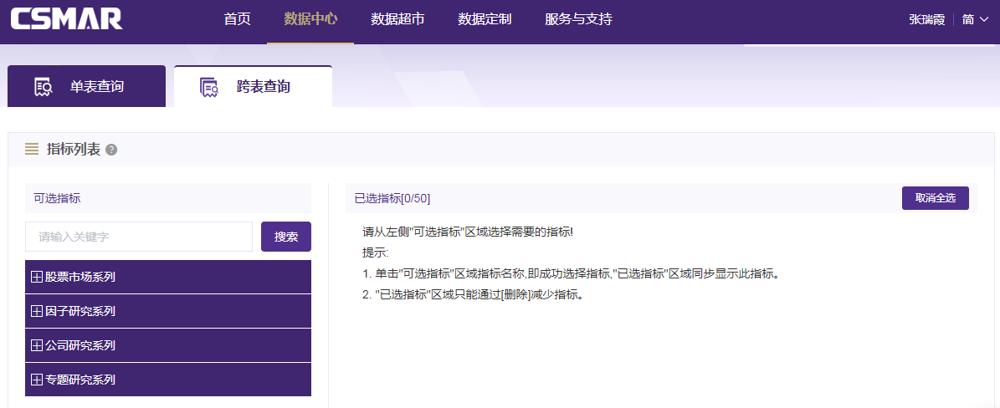 CSMAR 首页 数据中心 数据超市 数据定制 服务与支持 张瑞霞 简
单表查询 跨表查询
指标列表 ?
可选指标
请输入关键字 搜索
股票市场系列
因子研究系列
公司研究系列
专题研究系列
已选指标[0/50] 取消全选
请从左侧"可选指标"区域选择需要的指标!
提示:
1. 单击"可选指标"区域指标名称,即成功选择指标,"已选指标"区域同步显示此指标。
2. "已选指标"区域只能通过[删除]减少指标。